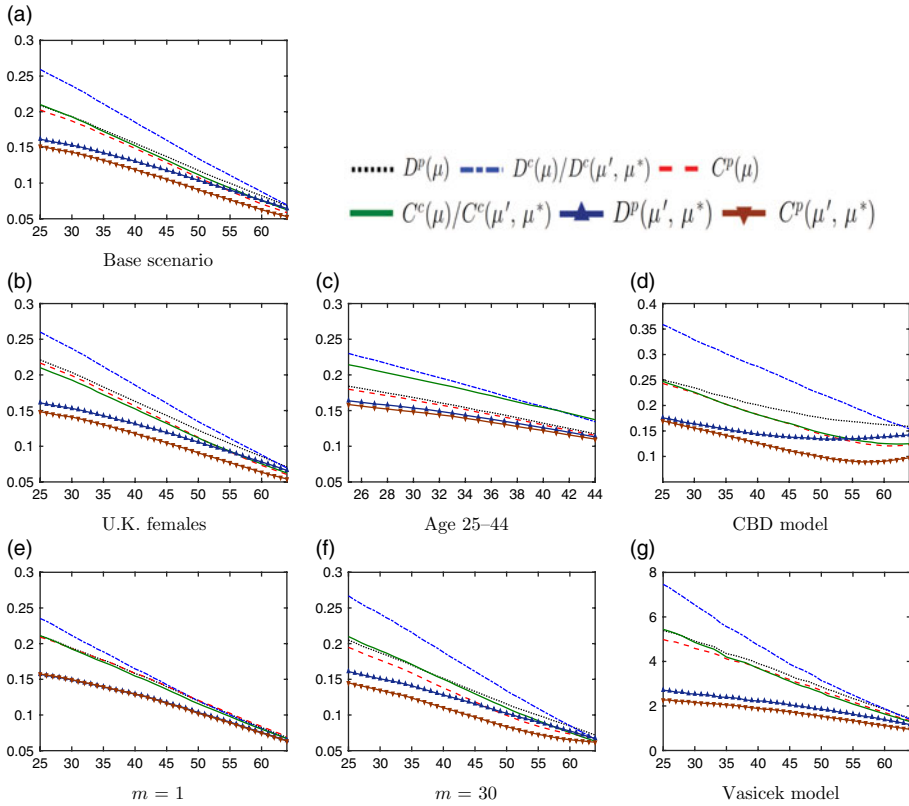 (a)
0.3
0.25
0.2
0.15
0.1
0.05
25 30 35 40 45 50 55 60
Base scenario
D^p(μ) D^c(μ)/D^c(μ′, μ*) C^p(μ)
C^c(μ)/C^c(μ′, μ*) D^p(μ′, μ*) C^p(μ′, μ*)
(b)
0.3
0.25
0.2
0.15
0.1
0.05
25 30 35 40 45 50 55 60
U.K. females
(c)
0.3
0.25
0.2
0.15
0.1
0.05
26 28 30 32 34 36 38 40 42 44
Age 25–44
(d)
0.4
0.35
0.3
0.25
0.2
0.15
0.1
25 30 35 40 45 50 55 60
CBD model
(e)
0.3
0.25
0.2
0.15
0.1
0.05
25 30 35 40 45 50 55 60
m = 1
(f)
0.3
0.25
0.2
0.15
0.1
0.05
25 30 35 40 45 50 55 60
m = 30
(g)
8
6
4
2
0
25 30 35 40 45 50 55 60
Vasicek model